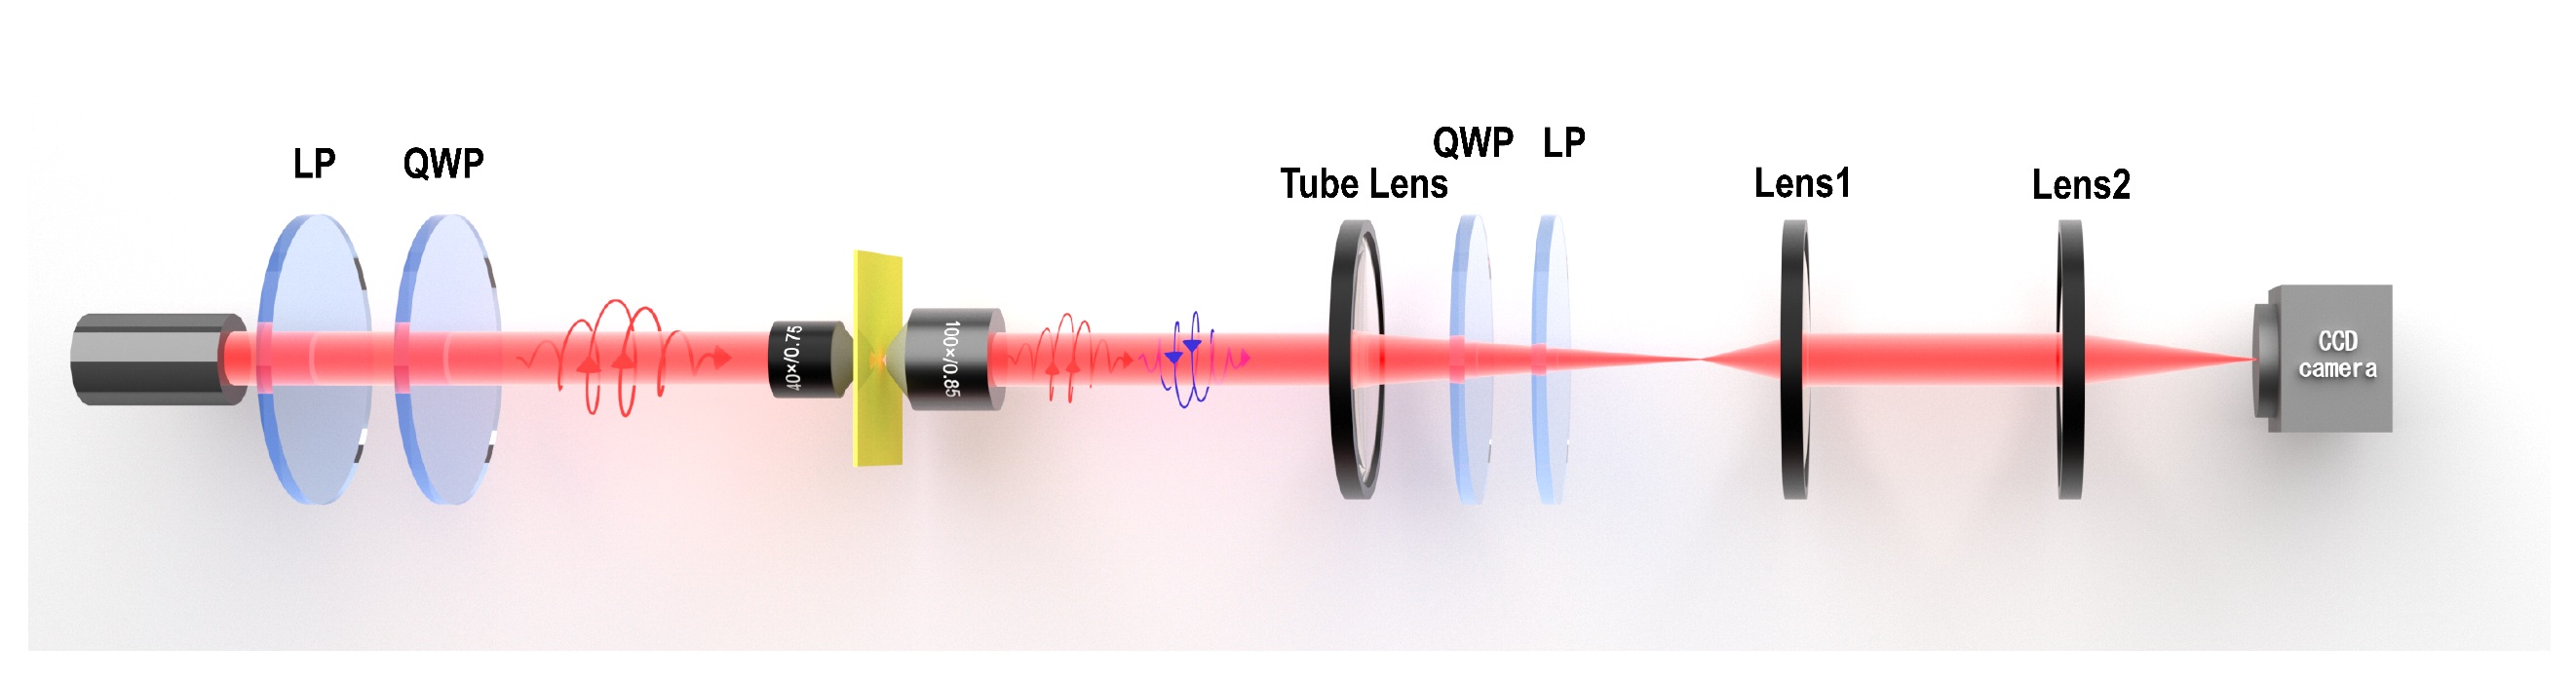 LP
QWP
40×/0.75
100×/0.85
Tube Lens
QWP
LP
Lens1
Lens2
CCD
camera